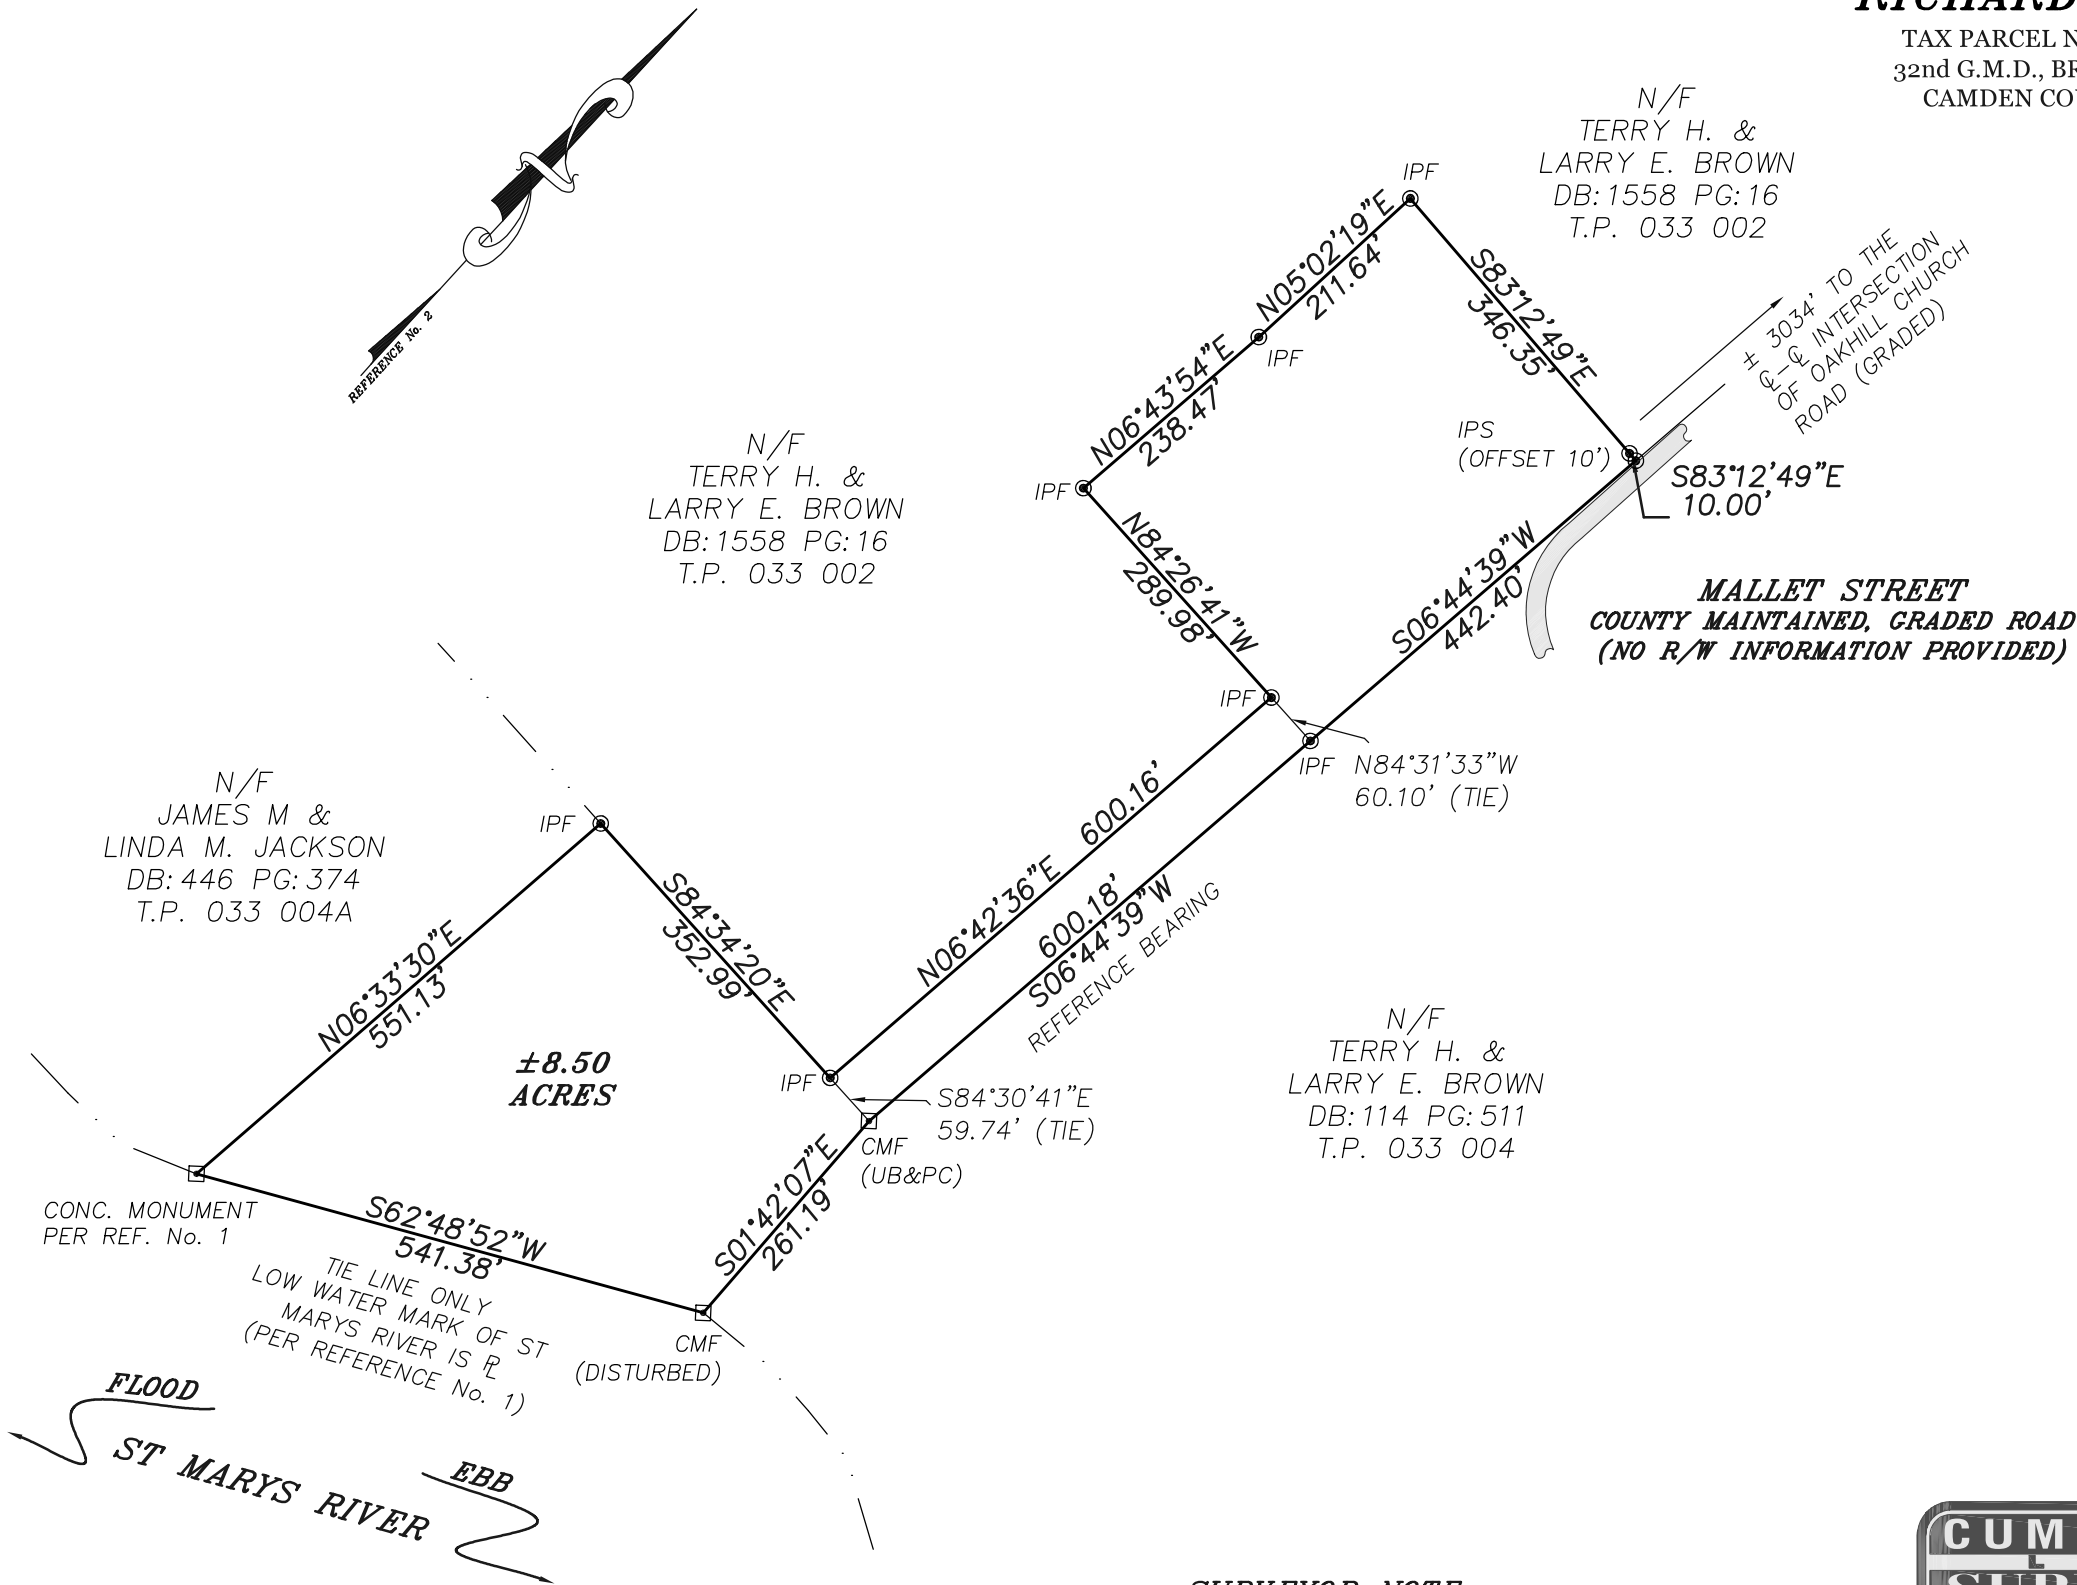 RICHARD
TAX PARCEL N
32nd G.M.D., BR
CAMDEN COU
N/F
TERRY H. &
LARRY E. BROWN
DB:1558 PG:16
T.P. 033 002
REFERENCE No. 2
IPF
N05°02'19"E
211.64'
S83°12'49"E
346.35'
± 3034' TO THE
℄-℄ INTERSECTION
OF OAKHILL CHURCH
ROAD (GRADED)
IPF
N06°43'54"E
238.47'
IPS
(OFFSET 10')
S83°12'49"E
10.00'
N/F
TERRY H. &
LARRY E. BROWN
DB:1558 PG:16
T.P. 033 002
IPF
N84°26'41"W
289.98'
S06°44'39"W
442.40'
MALLET STREET
COUNTY MAINTAINED, GRADED ROAD
(NO R/W INFORMATION PROVIDED)
IPF
IPF
N84°31'33"W
60.10' (TIE)
N/F
JAMES M &
LINDA M. JACKSON
DB:446 PG:374
T.P. 033 004A
IPF
N06°33'30"E
551.13'
S84°34'20"E
352.99'
N06°42'36"E 600.16'
600.18'
S06°44'39"W
REFERENCE BEARING
±8.50
ACRES
IPF
S84°30'41"E
59.74' (TIE)
CMF
(UB&PC)
N/F
TERRY H. &
LARRY E. BROWN
DB:114 PG:511
T.P. 033 004
S01°42'07"E
261.19'
CONC. MONUMENT
PER REF. No. 1
S62°48'52"W
541.38'
TIE LINE ONLY
LOW WATER MARK OF ST
MARYS RIVER IS ⅊
(PER REFERENCE No. 1)
CMF
(DISTURBED)
FLOOD
ST MARYS RIVER
EBB
SURVEYOR NOTE
CUM
L
SUR